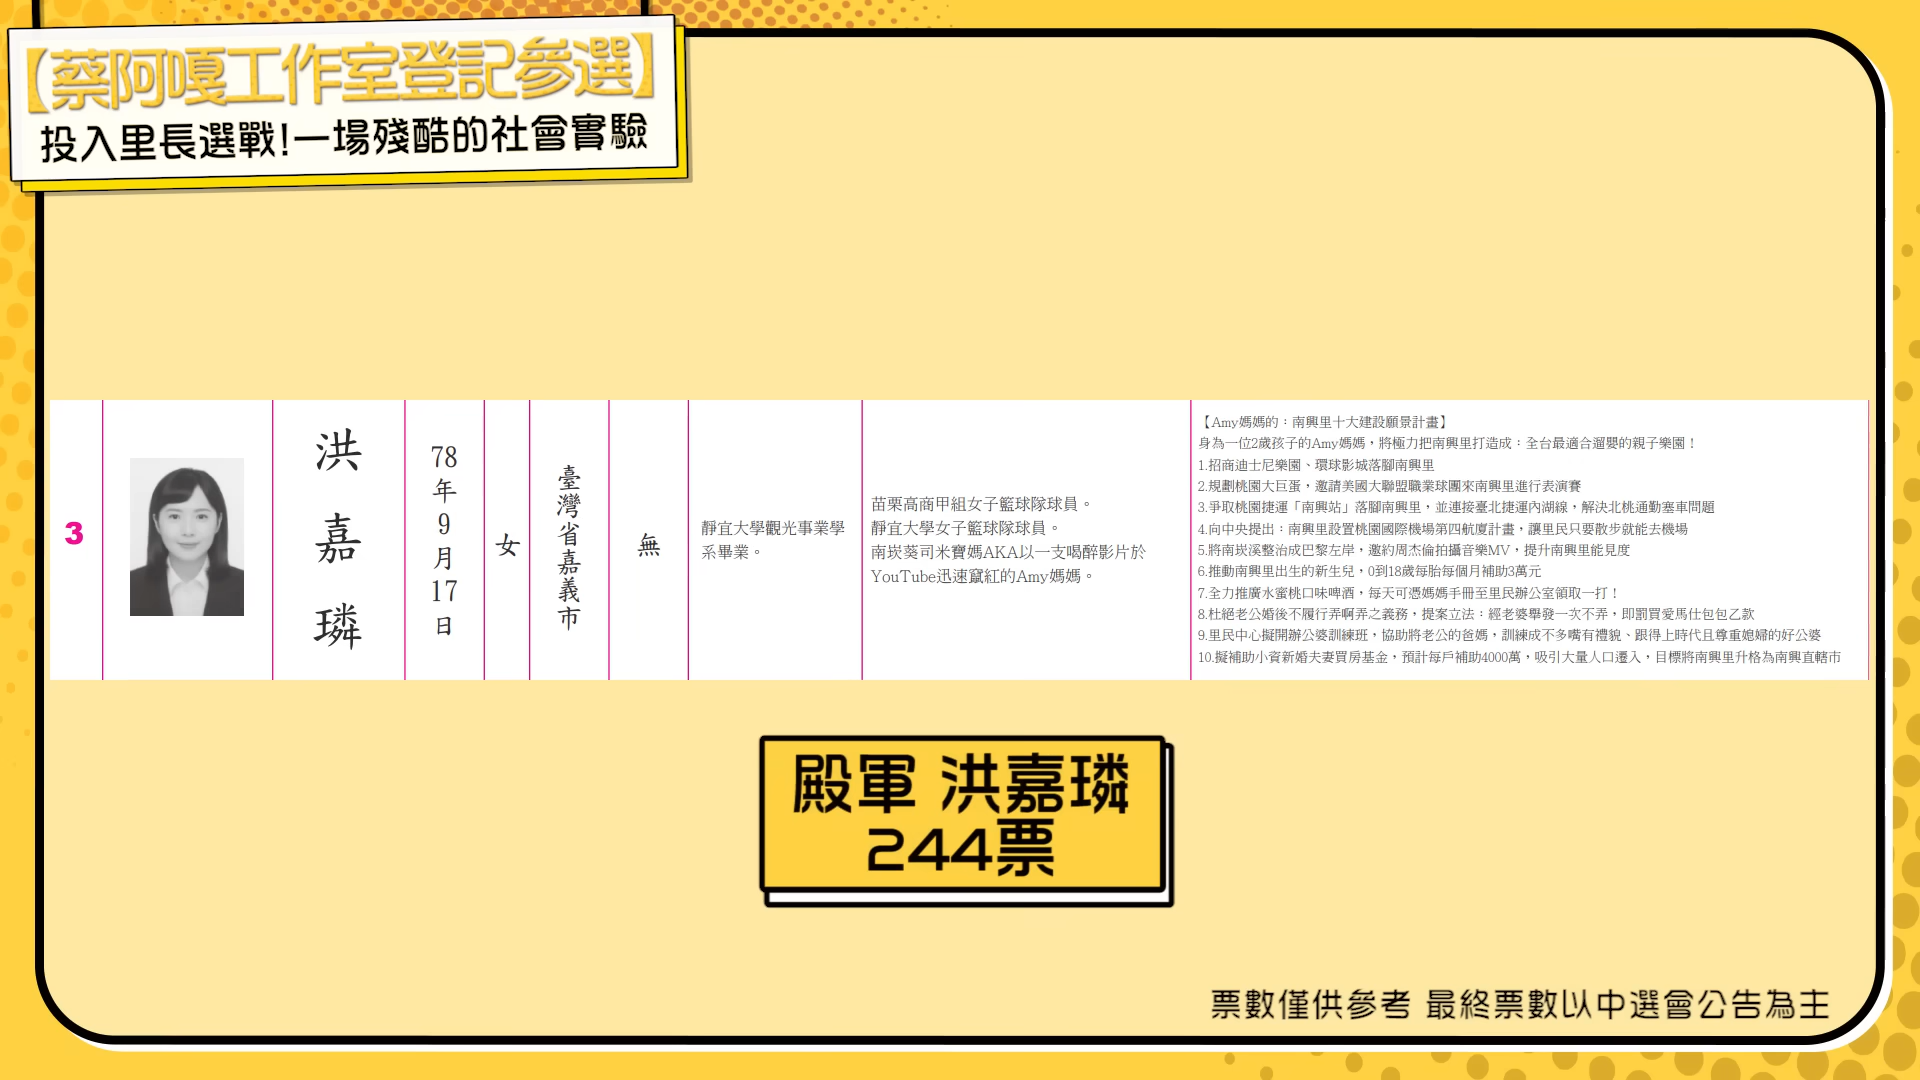 【蔡阿嘎工作室登記參選】
投入里長選戰!一場殘酷的社會實驗
3
洪嘉璘
78年9月17日
女
臺灣省嘉義市
無
靜宜大學觀光事業學
系畢業。
苗栗高商甲組女子籃球隊球員。
靜宜大學女子籃球隊球員。
南崁葵司米寶媽AKA以一支喝醉影片於
YouTube迅速竄紅的Amy媽媽。
【Amy媽媽的：南興里十大建設願景計畫】
身為一位2歲孩子的Amy媽媽，將極力把南興里打造成：全台最適合遛嬰的親子樂園！
1.招商迪士尼樂園、環球影城落腳南興里
2.規劃桃園大巨蛋，邀請美國大聯盟職業球團來南興里進行表演賽
3.爭取桃園捷運「南興站」落腳南興里，並連接臺北捷運內湖線，解決北桃通勤塞車問題
4.向中央提出：南興里設置桃園國際機場第四航廈計畫，讓里民只要散步就能去機場
5.將南崁溪整治成巴黎左岸，邀約周杰倫拍攝音樂MV，提升南興里能見度
6.推動南興里出生的新生兒，0到18歲每胎每個月補助3萬元
7.全力推廣水蜜桃口味啤酒，每天可憑媽媽手冊至里民辦公室領取一打！
8.杜絕老公婚後不履行弄啊弄之義務，提案立法：經老婆舉發一次不弄，即罰買愛馬仕包包乙款
9.里民中心擬開辦公婆訓練班，協助將老公的爸媽，訓練成不多嘴有禮貌、跟得上時代且尊重媳婦的好公婆
10.擬補助小資新婚夫妻買房基金，預計每戶補助4000萬，吸引大量人口遷入，目標將南興里升格為南興直轄市
殿軍 洪嘉璘
244票
票數僅供參考 最終票數以中選會公告為主